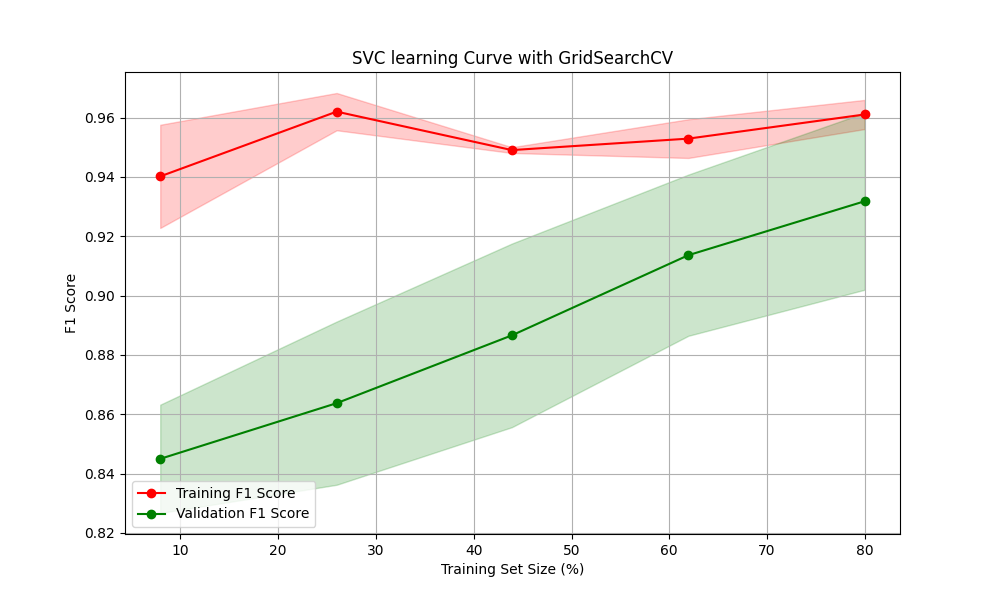 SVC learning Curve with GridSearchCV
F1 Score
0.96
0.94
0.92
0.90
0.88
0.86
0.84
0.82
Training F1 Score
Validation F1 Score
10 20 30 40 50 60 70 80
Training Set Size (%)